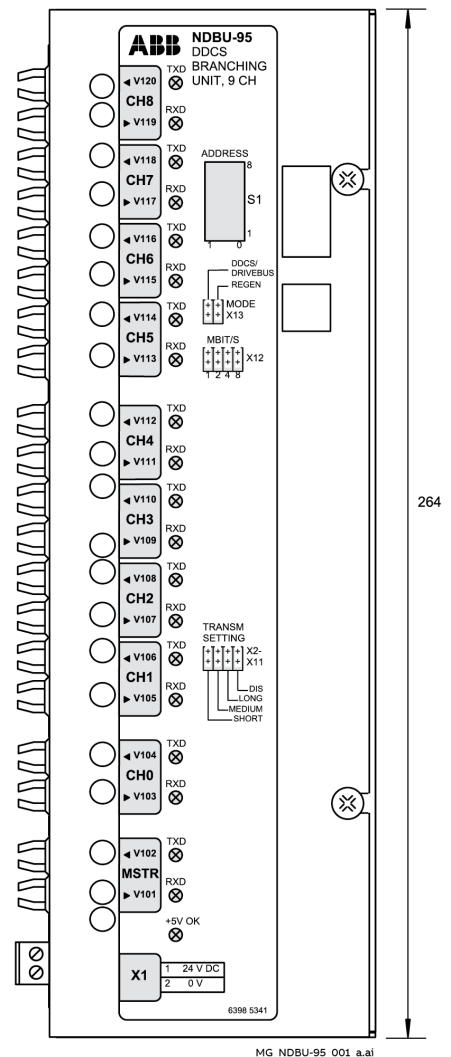 ABB
NDBU-95
DDCS
BRANCHING
UNIT, 9 CH
TXD
◄ V120
CH8
RXD
► V119
TXD
◄ V118
CH7
RXD
► V117
TXD
◄ V116
CH6
RXD
► V115
TXD
◄ V114
CH5
RXD
► V113
ADDRESS
8
S1
1
1 0
DDCS/
DRIVEBUS
REGEN
MODE
X13
MBIT/S
X12
1 2 4 8
TXD
◄ V112
CH4
RXD
► V111
TXD
◄ V110
CH3
RXD
► V109
TXD
◄ V108
CH2
RXD
► V107
TXD
◄ V106
CH1
RXD
► V105
TRANSM
SETTING
X2-
X11
DIS
LONG
MEDIUM
SHORT
TXD
◄ V104
CH0
RXD
► V103
TXD
◄ V102
MSTR
RXD
► V101
+5V OK
X1
1 24 V DC
2 0 V
6398 5341
264
MG NDBU-95 001 a.ai